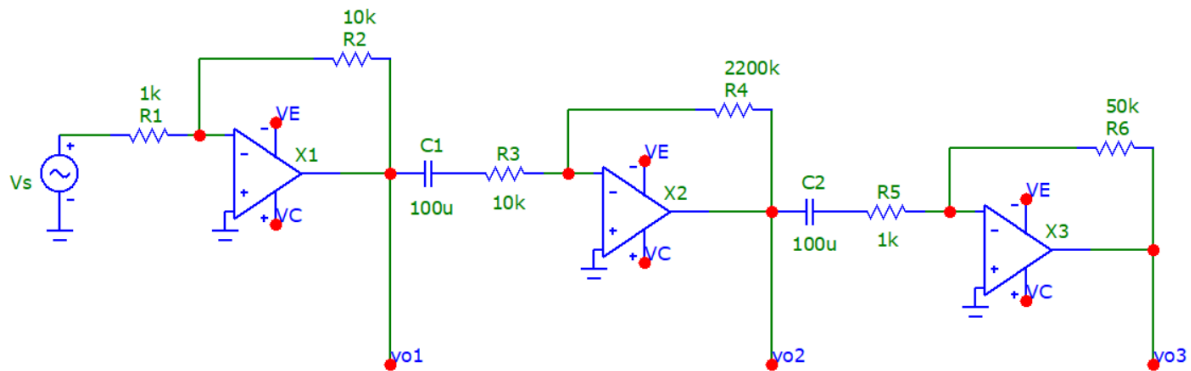 10k
R2
1k
R1
VE
X1
VC
Vs
C1
100u
R3
10k
2200k
R4
VE
X2
VC
C2
100u
R5
1k
50k
R6
VE
X3
VC
vo1
vo2
vo3